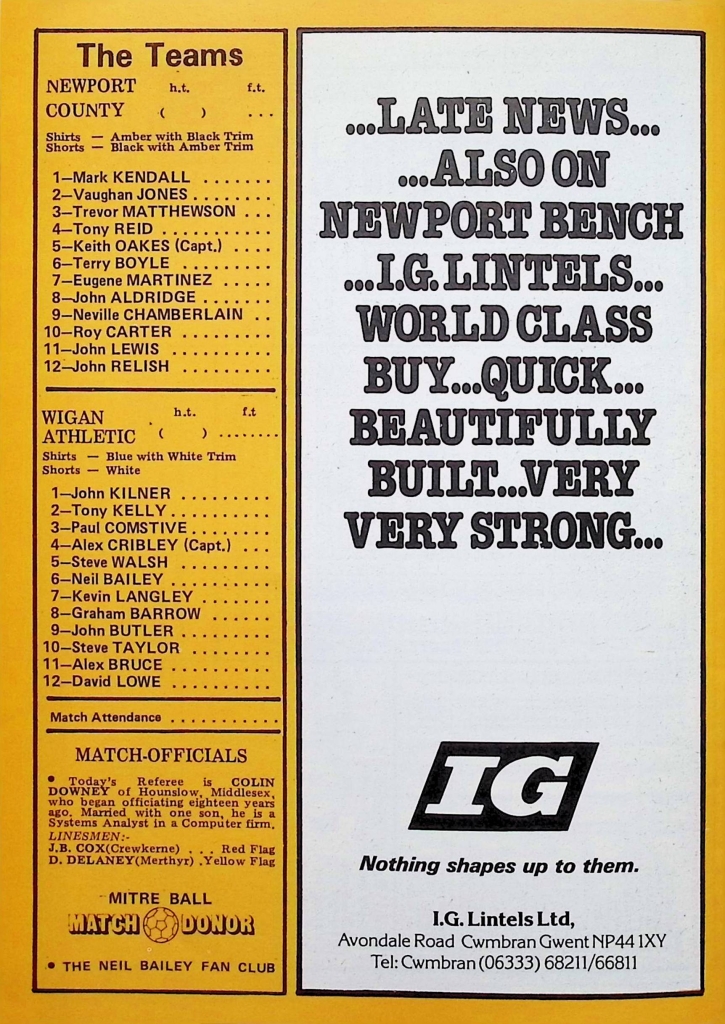 The Teams
NEWPORT h.t. f.t.
COUNTY ( ) ...
Shirts — Amber with Black Trim
Shorts — Black with Amber Trim
1—Mark KENDALL .......
2—Vaughan JONES ........
3—Trevor MATTHEWSON ...
4—Tony REID ...........
5—Keith OAKES (Capt.) ....
6—Terry BOYLE ..........
7—Eugene MARTINEZ .....
8—John ALDRIDGE .......
9—Neville CHAMBERLAIN ..
10—Roy CARTER .........
11—John LEWIS ..........
12—John RELISH .........
WIGAN h.t. f.t
ATHLETIC ( ) ........
Shirts — Blue with White Trim
Shorts — White
1—John KILNER .........
2—Tony KELLY..........
3—Paul COMSTIVE........
4—Alex CRIBLEY (Capt.) ...
5—Steve WALSH .........
6—Neil BAILEY ..........
7—Kevin LANGLEY .......
8—Graham BARROW ......
9—John BUTLER .........
10—Steve TAYLOR ........
11—Alex BRUCE ..........
12—David LOWE .........
Match Attendance ..........
MATCH-OFFICIALS
• Today's Referee is COLIN
DOWNEY of Hounslow, Middlesex,
who began officiating eighteen years
ago. Married with one son, he is a
Systems Analyst in a Computer firm.
LINESMEN:-
J.B. COX(Crewkerne) ... Red Flag
D. DELANEY(Merthyr) .Yellow Flag
MITRE BALL
MATCH DONOR
• THE NEIL BAILEY FAN CLUB
...LATE NEWS...
...ALSO ON
NEWPORT BENCH
...I.G. LINTELS...
WORLD CLASS
BUY...QUICK...
BEAUTIFULLY
BUILT...VERY
VERY STRONG...
IG
Nothing shapes up to them.
I.G. Lintels Ltd,
Avondale Road Cwmbran Gwent NP44 1XY
Tel: Cwmbran (06333) 68211/66811